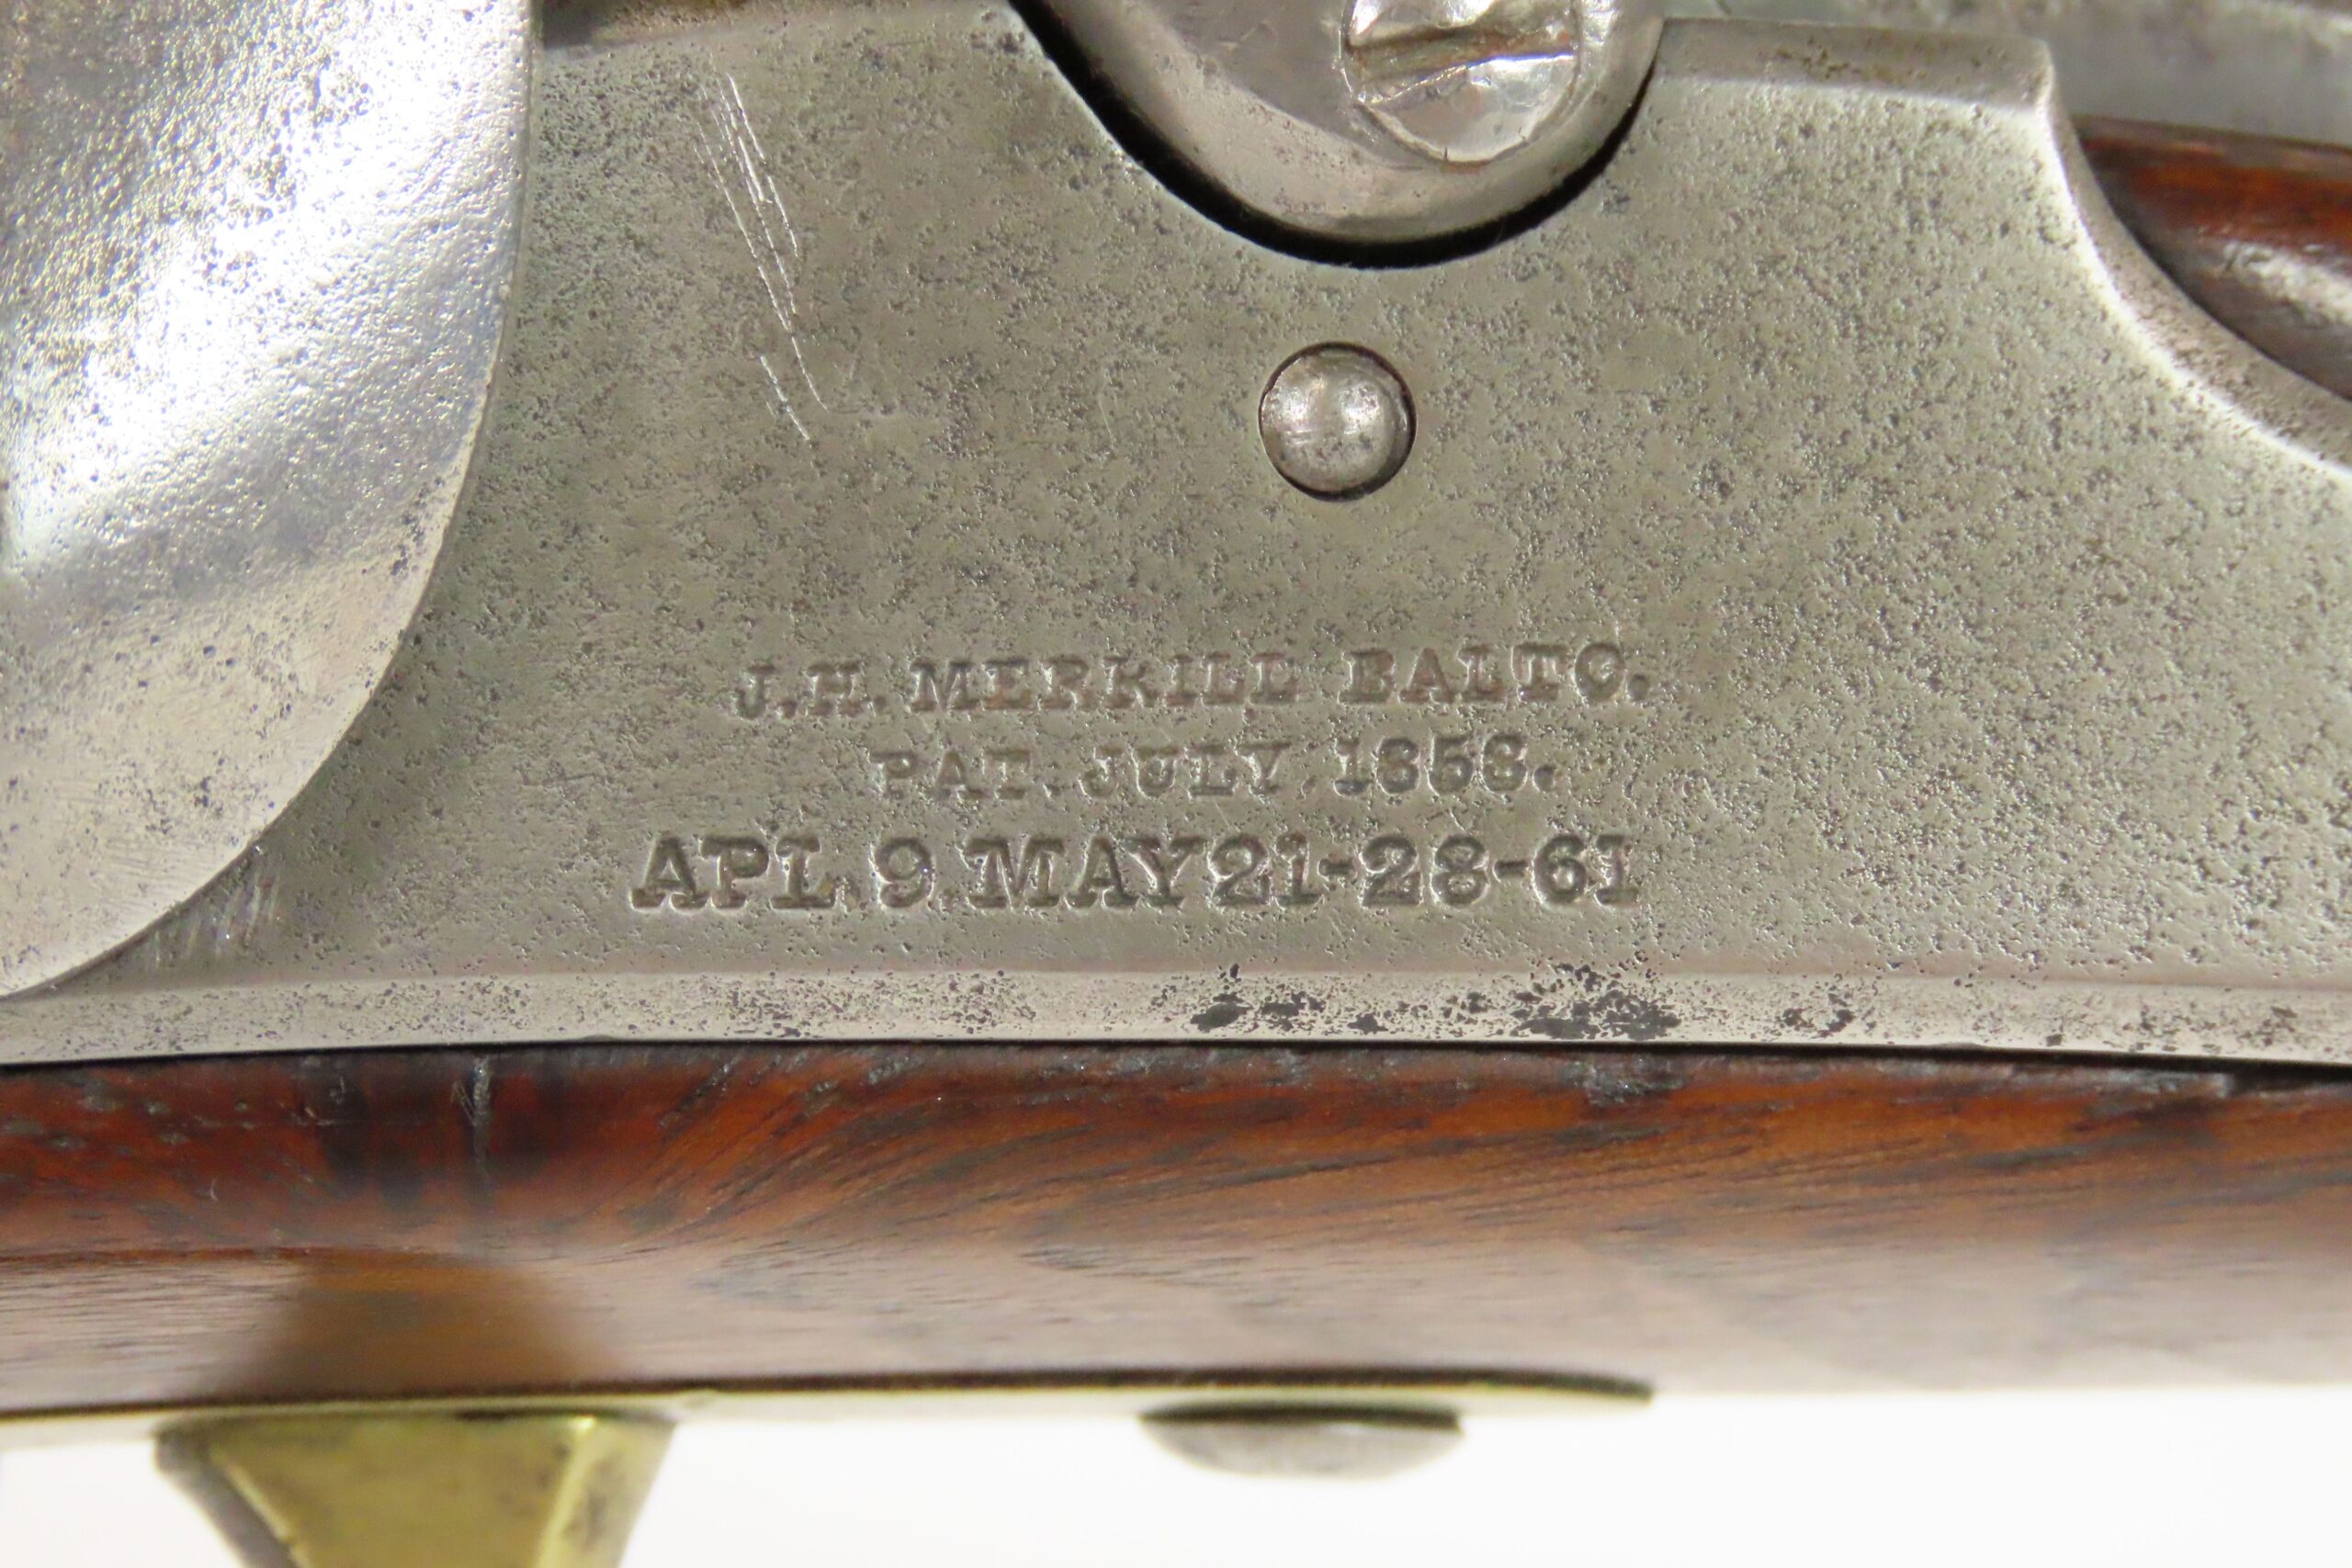 J.H. MERRILL BALTO.
PAT. JULY. 1858.
APL. 9. MAY 21-28-61